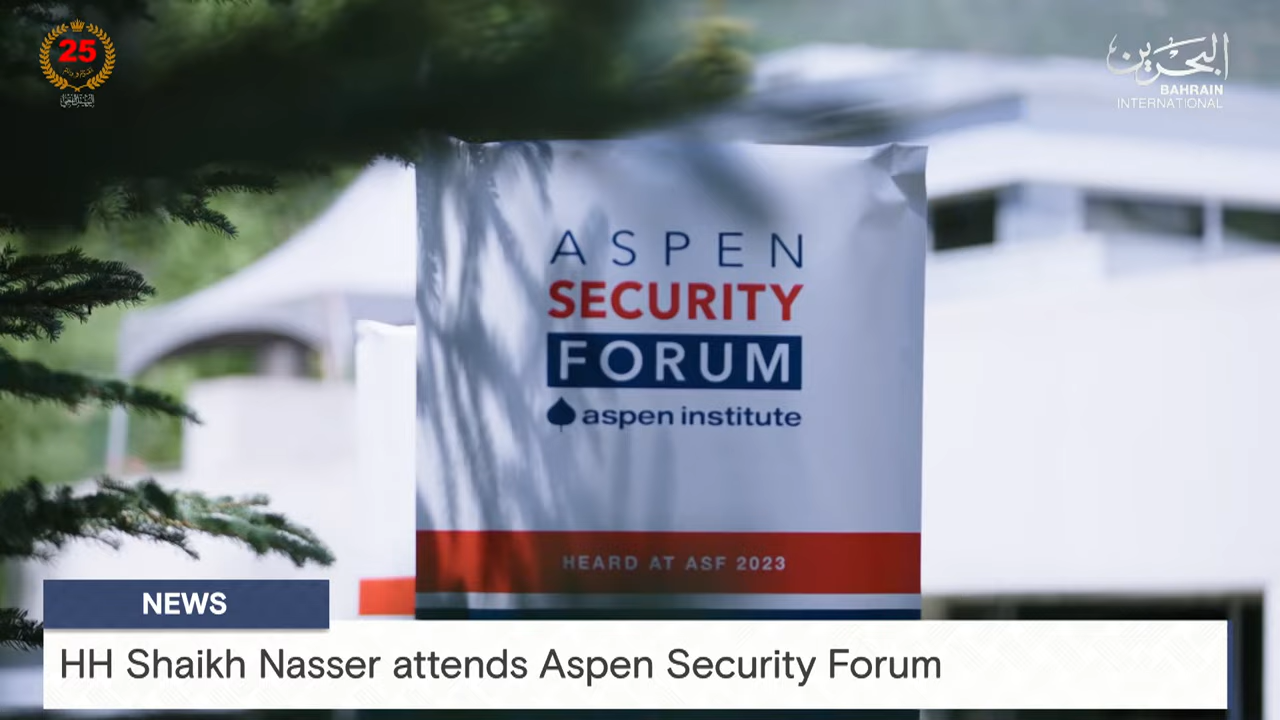 25
البحرين
BAHRAIN
INTERNATIONAL
ASPEN
SECURITY
FORUM
aspen institute
HEARD AT ASF 2023
NEWS
HH Shaikh Nasser attends Aspen Security Forum